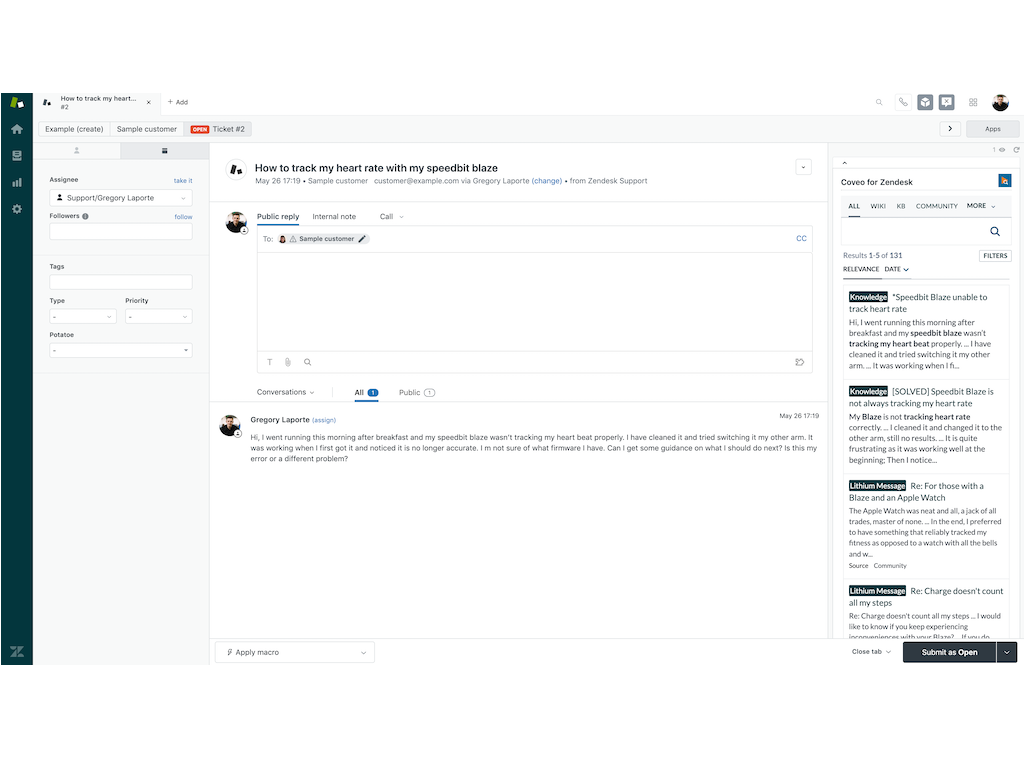 How to track my heart...
#2
+ Add
Example (create)
Sample customer
OPEN Ticket #2
Apps
Assignee
take it
Support/Gregory Laporte
Followers
follow
Tags
Type
Priority
-
-
Potatoe
-
How to track my heart rate with my speedbit blaze
May 26 17:19 • Sample customer customer@example.com via Gregory Laporte (change) • from Zendesk Support
Public reply
Internal note
Call
To: Sample customer
CC
Conversations
All 1
Public 1
Gregory Laporte (assign)
May 26 17:19
Hi, I went running this morning after breakfast and my speedbit blaze wasn't tracking my heart beat properly. I have cleaned it and tried switching it my other arm. It
was working when I first got it and noticed it is no longer accurate. I m not sure of what firmware I have. Can I get some guidance on what I should do next? Is this my
error or a different problem?
Apply macro
1
Coveo for Zendesk
ALL
WIKI
KB
COMMUNITY
MORE
Results 1-5 of 131
FILTERS
RELEVANCE
DATE
Knowledge "Speedbit Blaze unable to
track heart rate
Hi, I went running this morning after
breakfast and my speedbit blaze wasn't
tracking my heart beat properly. ... I have
cleaned it and tried switching it my other
arm. ... It was working when I fi...
Knowledge [SOLVED] Speedbit Blaze is
not always tracking my heart rate
My Blaze is not tracking heart rate
correctly. ... I cleaned it and changed it to the
other arm, still no results. ... It is quite
frustrating as it was working well at the
beginning; Then I notice...
Lithium Message Re: For those with a
Blaze and an Apple Watch
The Apple Watch was neat and all, a jack of all
trades, master of none. ... In the end, I preferred
to have something that reliably tracked my
fitness as opposed to a watch with all the bells
and w...
Source Community
Lithium Message Re: Charge doesn't count
all my steps
Re: Charge doesn't count all my steps ... I would
like to know if you keep experiencing
inconveniences with your Blaze? ... If you do
Close tab
Submit as Open